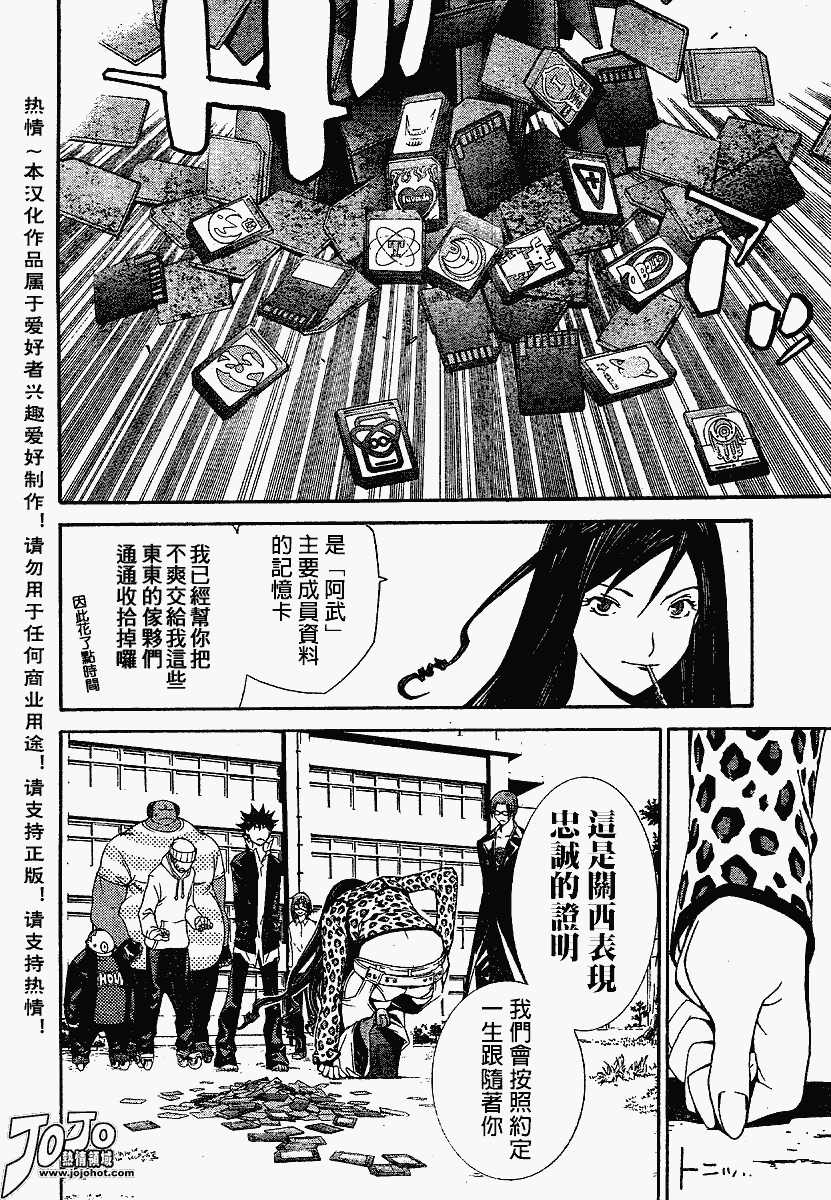 是「阿武」
主要成員資料
的記憶卡
我已經幫你把
不爽交給我這些
東東的傢夥們
通通收拾掉囉
因此花了點時間
這是關西表現
忠誠的證明
我們會按照約定
一生跟隨著你
トニッ..
热情～本汉化作品属于爱好者兴趣爱好制作！请勿用于任何商业用途！请支持正版！请支持热情！
JOJO
熱情領域
www.jojohot.com